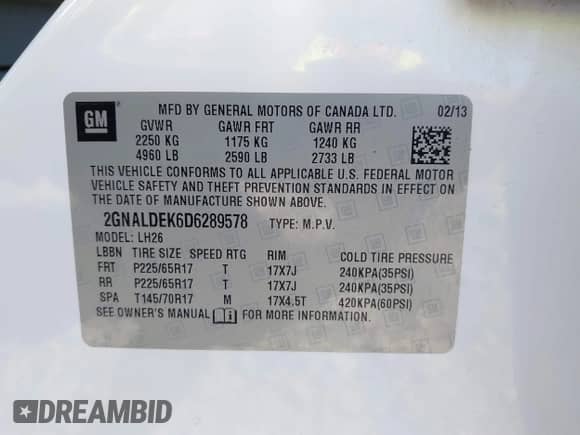 GM
MFD BY GENERAL MOTORS OF CANADA LTD. 02/13
GVWR GAWR FRT GAWR RR
2250 KG 1175 KG 1240 KG
4960 LB 2590 LB 2733 LB
THIS VEHICLE CONFORMS TO ALL APPLICABLE U.S. FEDERAL MOTOR
VEHICLE SAFETY AND THEFT PREVENTION STANDARDS IN EFFECT ON
THE DATE OF MANUFACTURE SHOWN ABOVE.
2GNALDEK6D6289578 TYPE: M.P.V.
MODEL: LH26
LBBN TIRE SIZE SPEED RTG RIM COLD TIRE PRESSURE
FRT P225/65R17 T 17X7J 240KPA(35PSI)
RR P225/65R17 T 17X7J 240KPA(35PSI)
SPA T145/70R17 M 17X4.5T 420KPA(60PSI)
SEE OWNER'S MANUAL FOR MORE INFORMATION.
DREAMBID